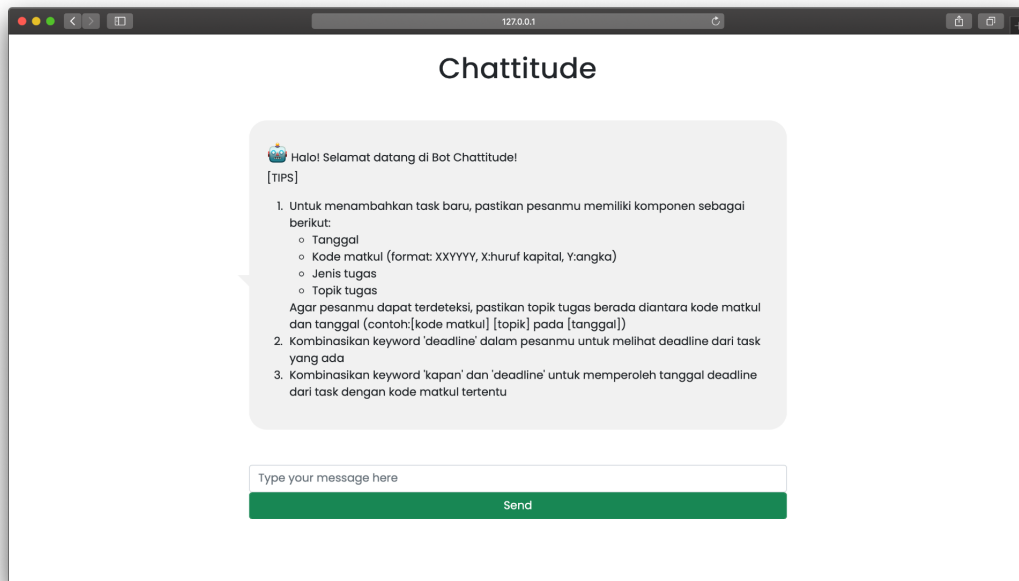 127.0.0.1
Chattitude
Halo! Selamat datang di Bot Chattitude!
[TIPS]
1. Untuk menambahkan task baru, pastikan pesanmu memiliki komponen sebagai
berikut:
Tanggal
Kode matkul (format: XXYYYY, X:huruf kapital, Y:angka)
Jenis tugas
Topik tugas
Agar pesanmu dapat terdeteksi, pastikan topik tugas berada diantara kode matkul
dan tanggal (contoh:[kode matkul] [topik] pada [tanggal])
2. Kombinasikan keyword 'deadline' dalam pesanmu untuk melihat deadline dari task
yang ada
3. Kombinasikan keyword 'kapan' dan 'deadline' untuk memperoleh tanggal deadline
dari task dengan kode matkul tertentu
Type your message here
Send